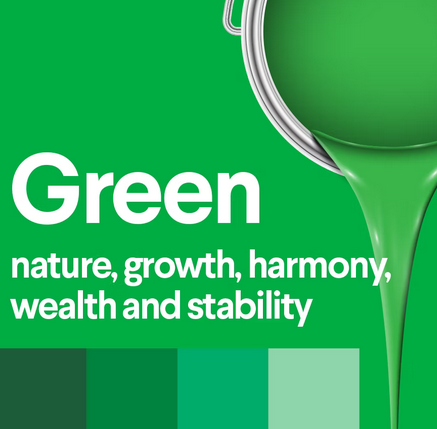 Green
nature, growth, harmony,
wealth and stability